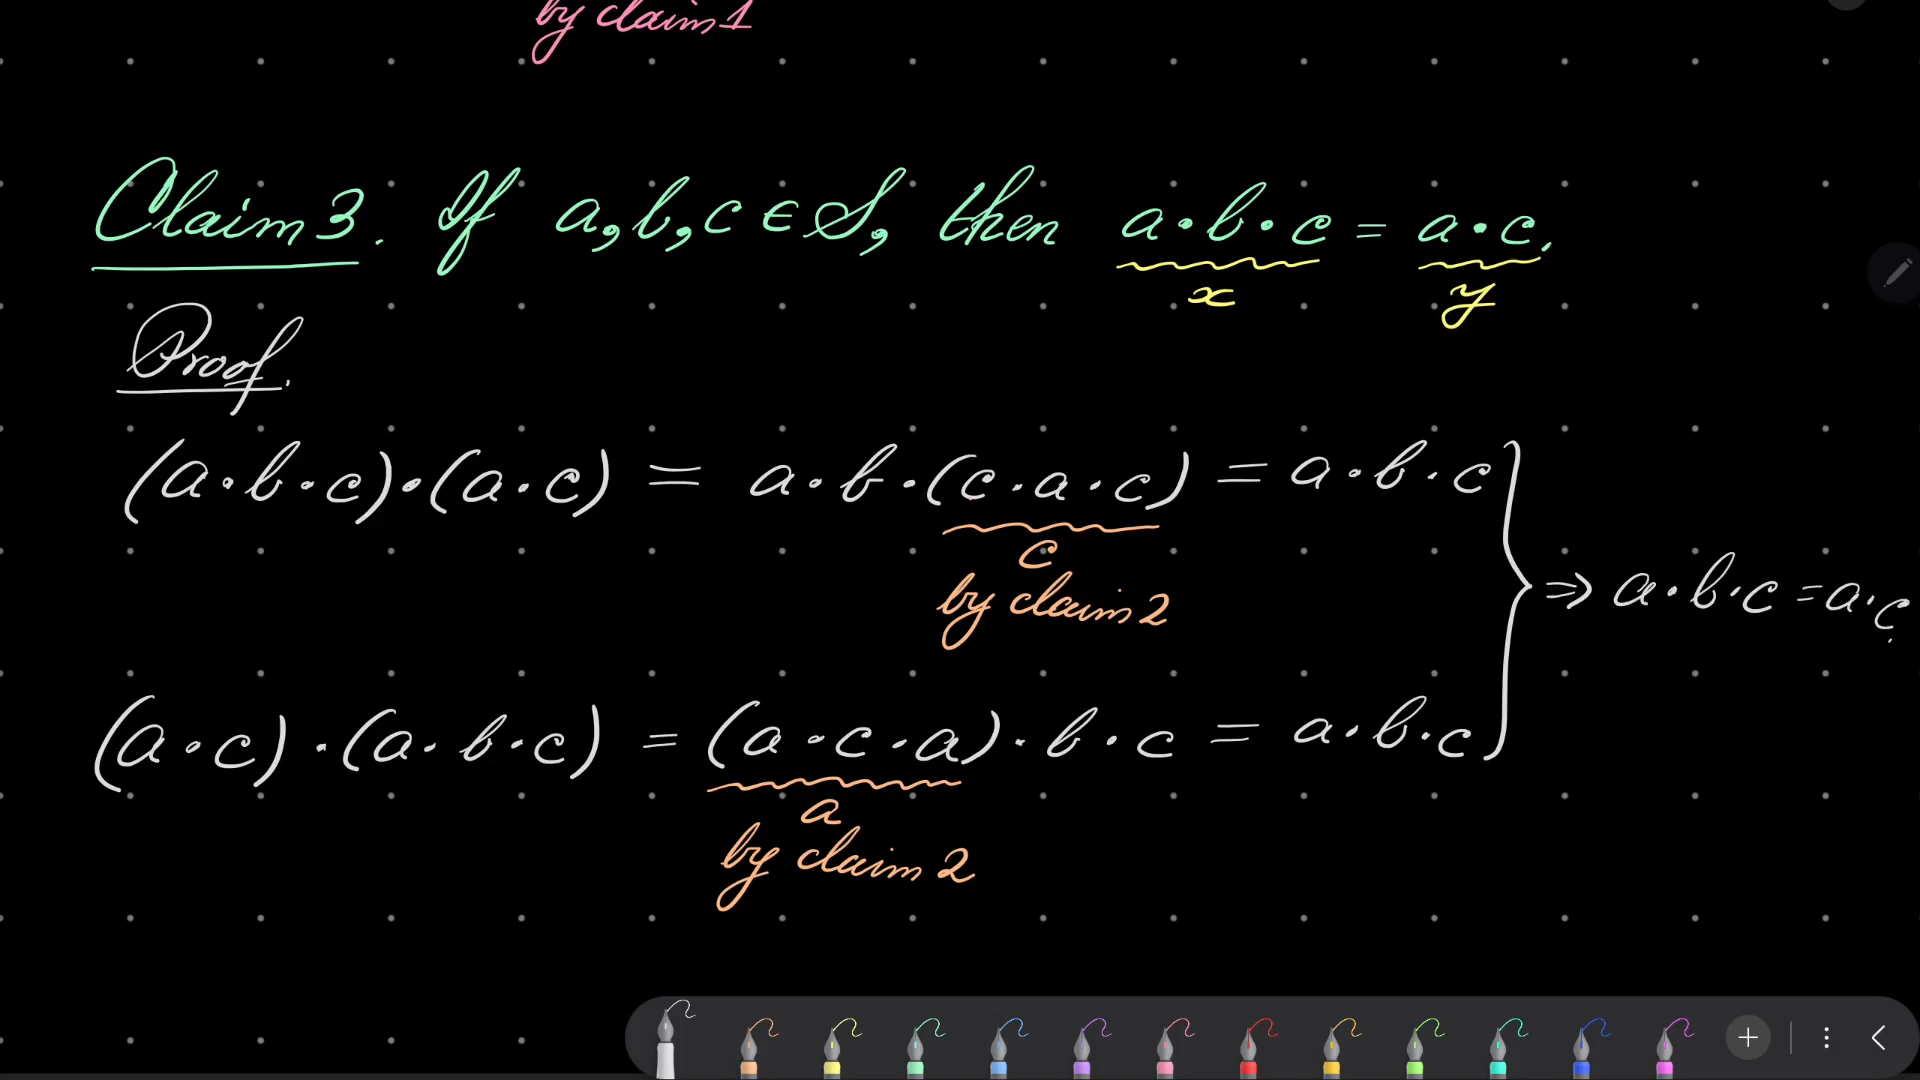 by claim 1
Claim 3. If a, b, c ∈ S, then a · b · c = a · c.
x y
Proof.
(a · b · c) · (a · c) = a · b · (c · a · c) = a · b · c
c
by claim 2
⇒ a · b · c = a · c.
(a · c) · (a · b · c) = (a · c · a) · b · c = a · b · c
a
by claim 2